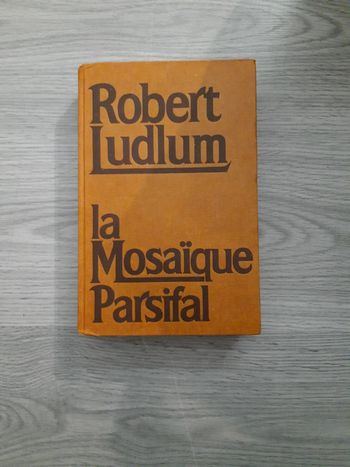 Robert
Ludlum
la
Mosaïque
Parsifal